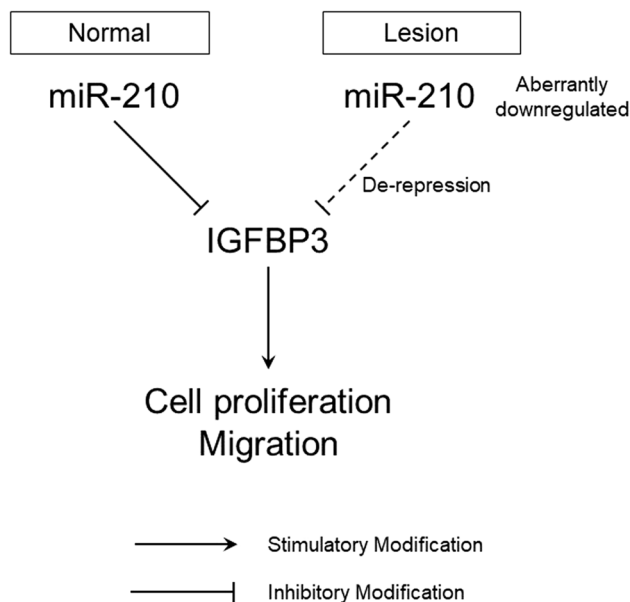 Normal
Lesion
miR-210
miR-210
Aberrantly
downregulated
De-repression
IGFBP3
Cell proliferation
Migration
Stimulatory Modification
Inhibitory Modification